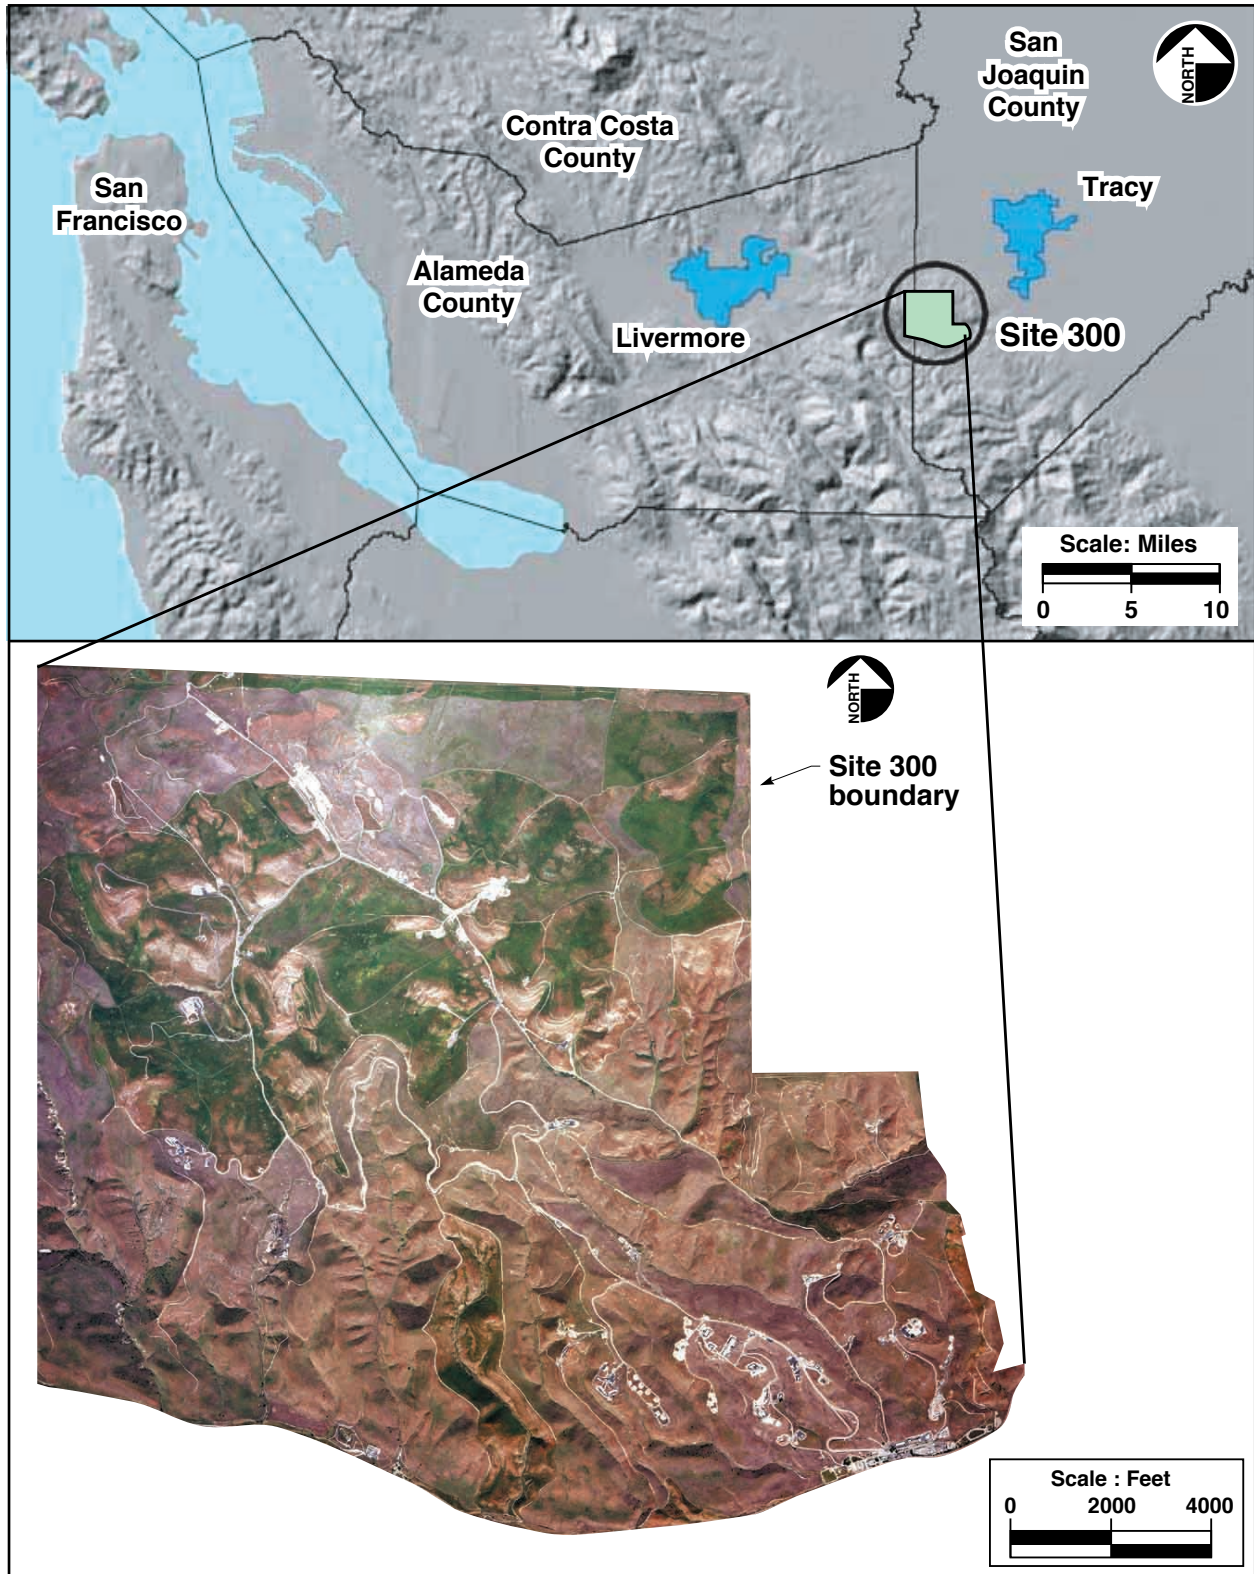 San
Joaquin
County
NORTH
Contra Costa
County
San
Francisco
Tracy
Alameda
County
Livermore
Site 300
Scale: Miles
0 5 10
NORTH
Site 300
boundary
Scale : Feet
0 2000 4000